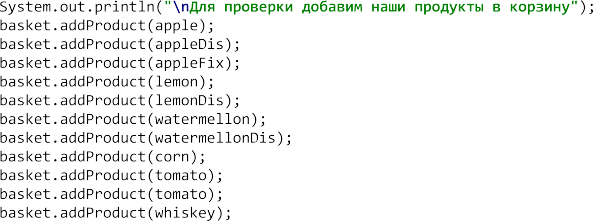 System.out.println("\nДля проверки добавим наши продукты в корзину");
basket.addProduct(apple);
basket.addProduct(appleDis);
basket.addProduct(appleFix);
basket.addProduct(lemon);
basket.addProduct(lemonDis);
basket.addProduct(watermellon);
basket.addProduct(watermellonDis);
basket.addProduct(corn);
basket.addProduct(tomato);
basket.addProduct(tomato);
basket.addProduct(whiskey);